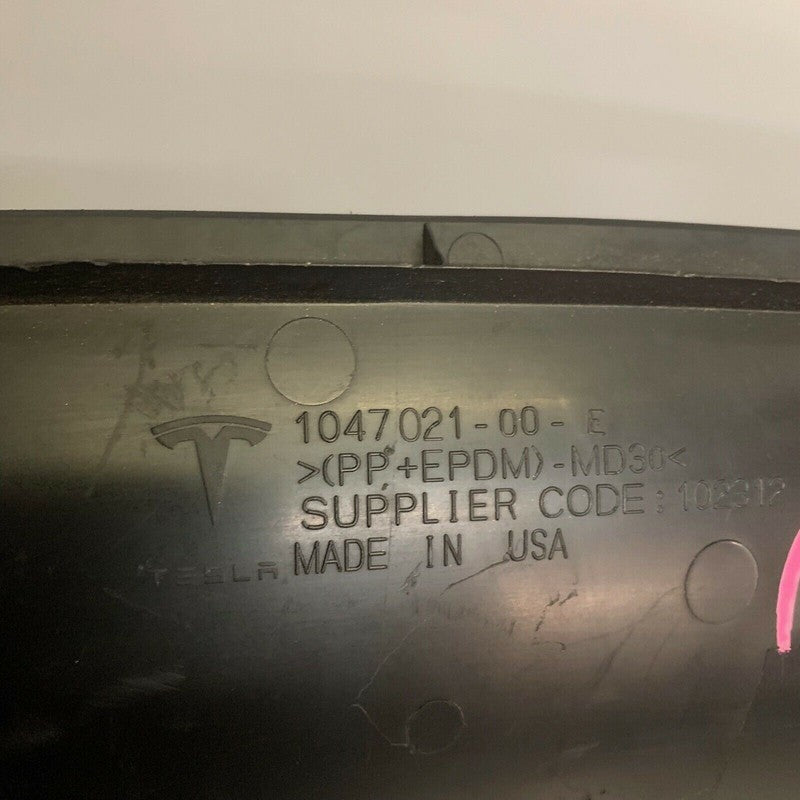 1047021-00-E
>(PP+EPDM)-MD30<
SUPPLIER CODE: 102312
MADE IN USA
TESLA